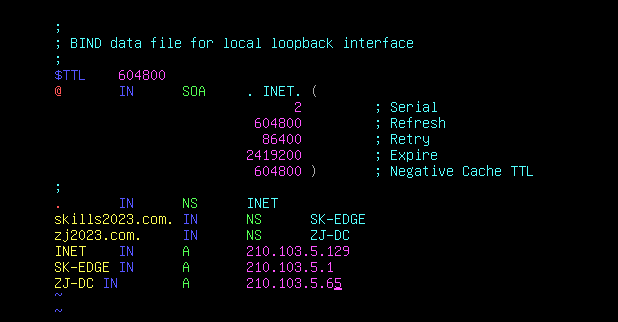 ;
; BIND data file for local loopback interface
;
$TTL    604800
@       IN      SOA     . INET. (
                              2         ; Serial
                         604800         ; Refresh
                          86400         ; Retry
                        2419200         ; Expire
                         604800 )       ; Negative Cache TTL
;
.       IN      NS      INET
skills2023.com. IN      NS      SK-EDGE
zj2023.com.     IN      NS      ZJ-DC
INET    IN      A       210.103.5.129
SK-EDGE IN      A       210.103.5.1
ZJ-DC IN        A       210.103.5.65
~
~